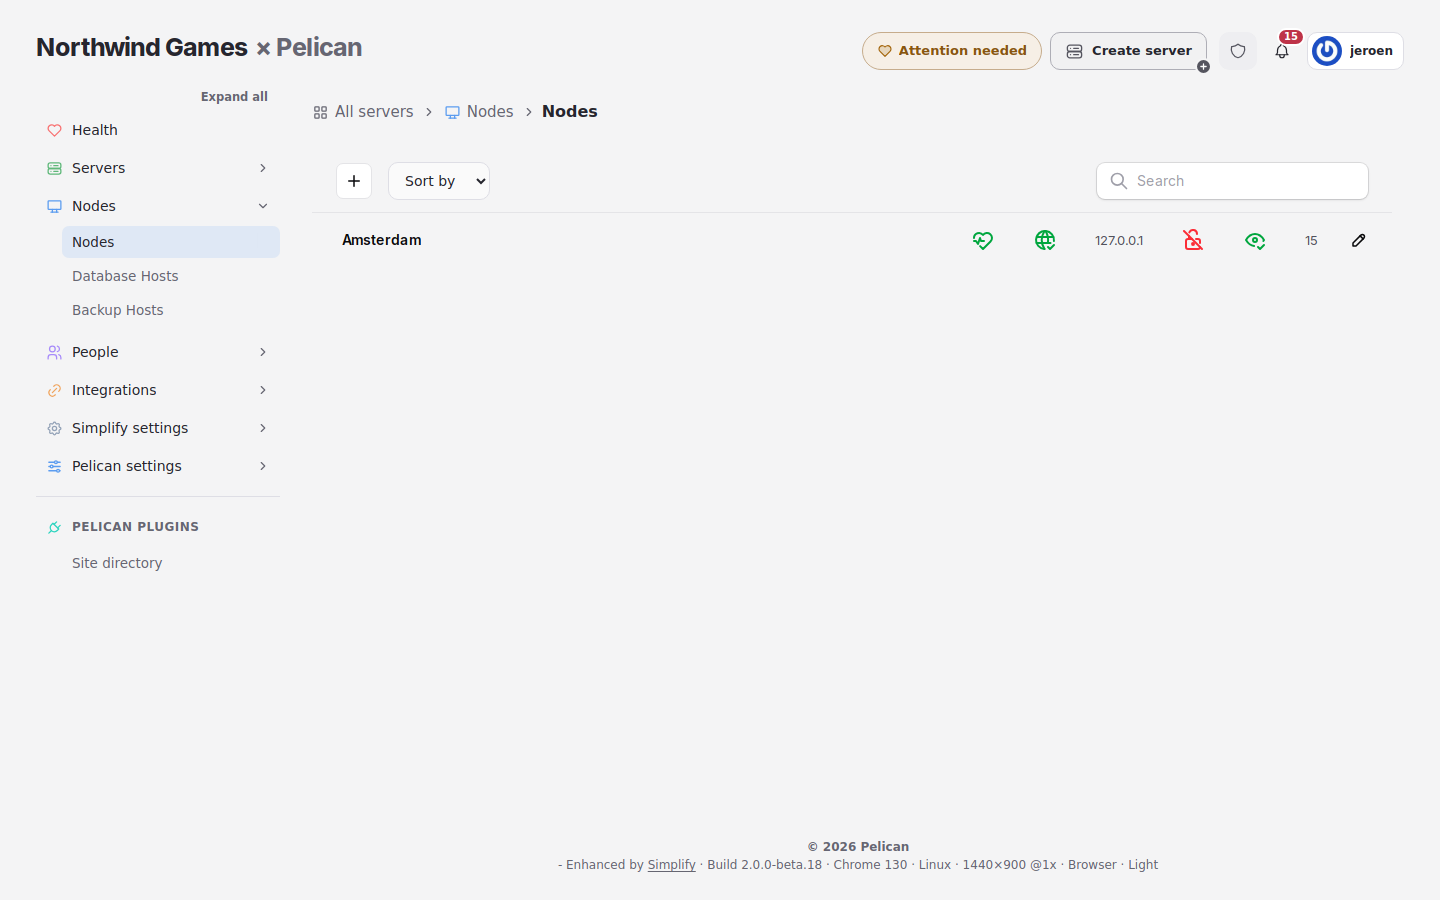 Northwind Games × Pelican
Attention needed
Create server
15
jeroen
Expand all
Health
Servers
Nodes
Nodes
Database Hosts
Backup Hosts
People
Integrations
Simplify settings
Pelican settings
PELICAN PLUGINS
Site directory
All servers > Nodes > Nodes
Sort by
Search
Amsterdam 127.0.0.1 15
© 2026 Pelican
- Enhanced by Simplify · Build 2.0.0-beta.18 · Chrome 130 · Linux · 1440×900 @1x · Browser · Light